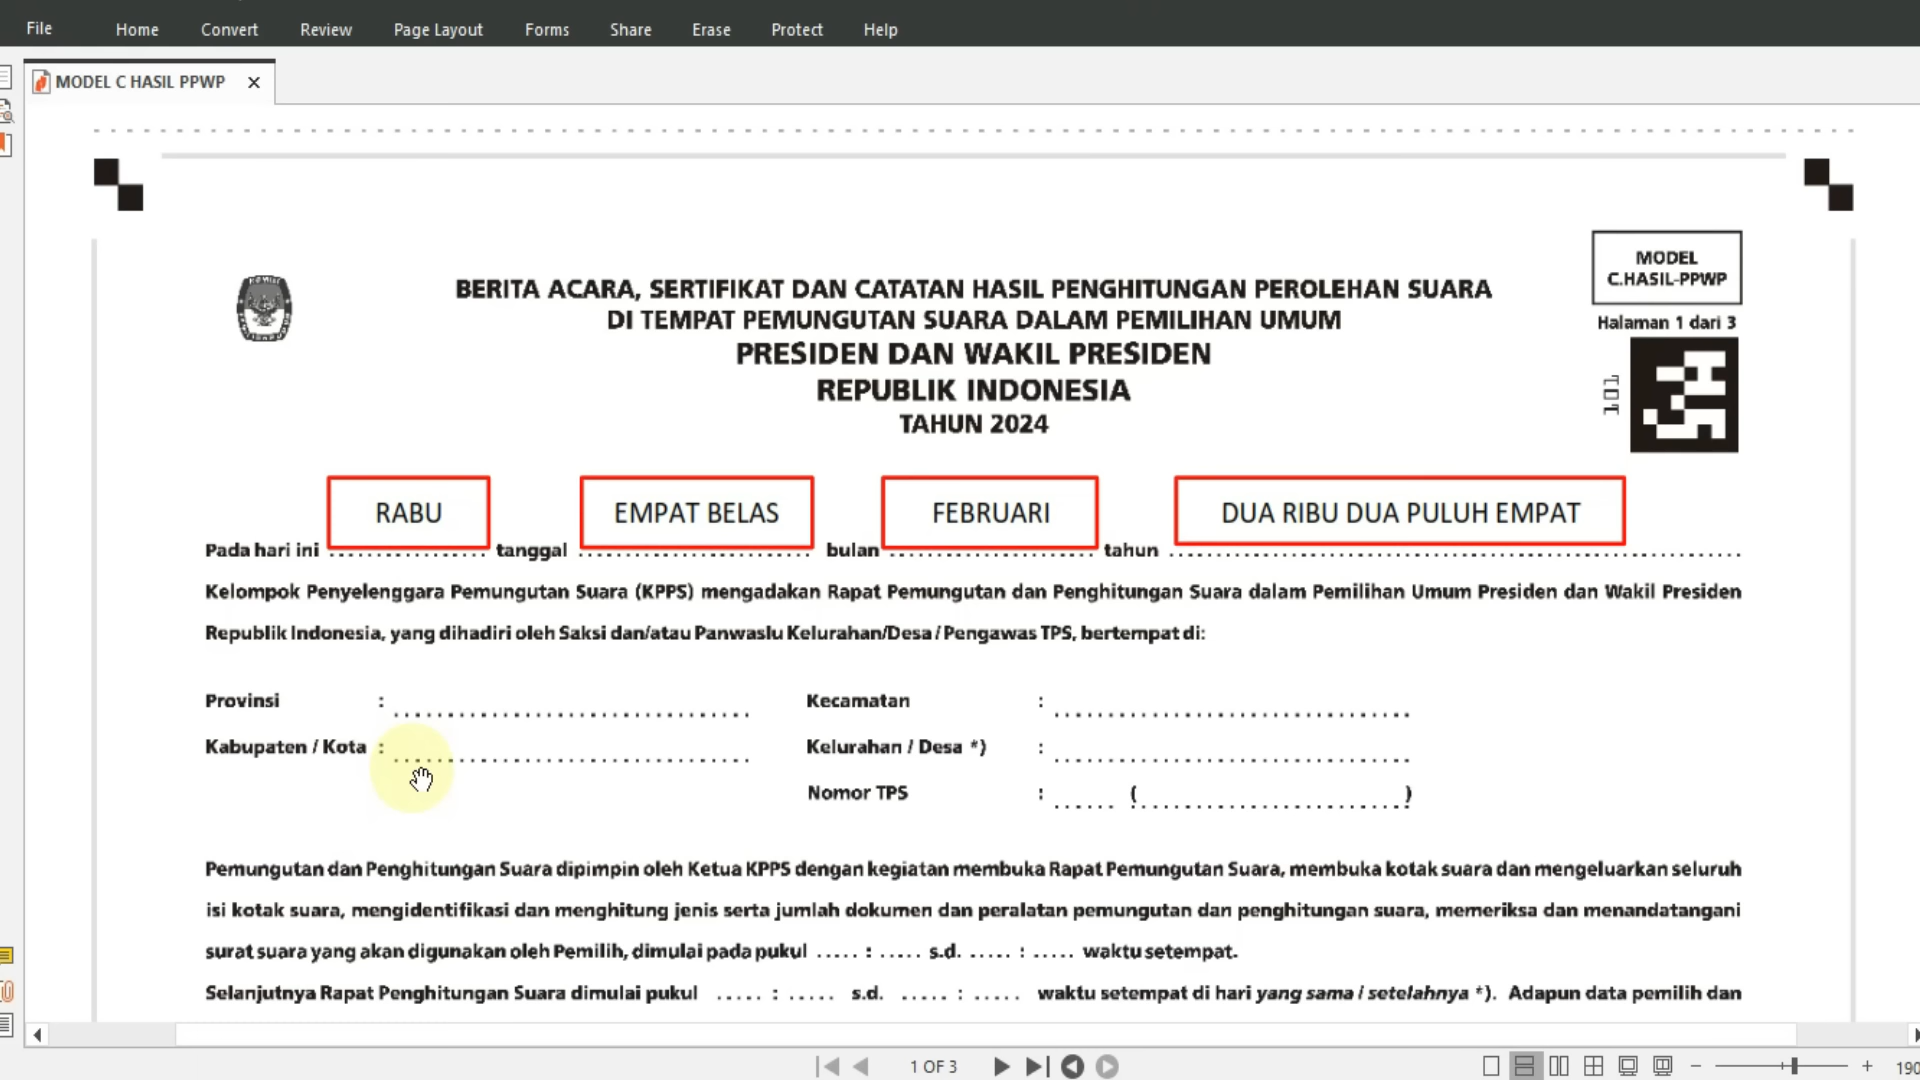 File Home Convert Review Page Layout Forms Share Erase Protect Help
MODEL C HASIL PPWP
MODEL
C.HASIL-PPWP
Halaman 1 dari 3
101
BERITA ACARA, SERTIFIKAT DAN CATATAN HASIL PENGHITUNGAN PEROLEHAN SUARA
DI TEMPAT PEMUNGUTAN SUARA DALAM PEMILIHAN UMUM
PRESIDEN DAN WAKIL PRESIDEN
REPUBLIK INDONESIA
TAHUN 2024
RABU EMPAT BELAS FEBRUARI DUA RIBU DUA PULUH EMPAT
Pada hari ini ................ tanggal ........................ bulan ..................... tahun ..........................................................
Kelompok Penyelenggara Pemungutan Suara (KPPS) mengadakan Rapat Pemungutan dan Penghitungan Suara dalam Pemilihan Umum Presiden dan Wakil Presiden
Republik Indonesia, yang dihadiri oleh Saksi dan/atau Panwaslu Kelurahan/Desa / Pengawas TPS, bertempat di:
Provinsi : ................................. Kecamatan : .................................
Kabupaten / Kota : ................................. Kelurahan / Desa *) : .................................
Nomor TPS : ...... (.........................)
Pemungutan dan Penghitungan Suara dipimpin oleh Ketua KPPS dengan kegiatan membuka Rapat Pemungutan Suara, membuka kotak suara dan mengeluarkan seluruh
isi kotak suara, mengidentifikasi dan menghitung jenis serta jumlah dokumen dan peralatan pemungutan dan penghitungan suara, memeriksa dan menandatangani
surat suara yang akan digunakan oleh Pemilih, dimulai pada pukul ..... : ..... s.d. ..... : ..... waktu setempat.
Selanjutnya Rapat Penghitungan Suara dimulai pukul ..... : ..... s.d. ..... : ..... waktu setempat di hari yang sama / setelahnya *). Adapun data pemilih dan
1 OF 3
190